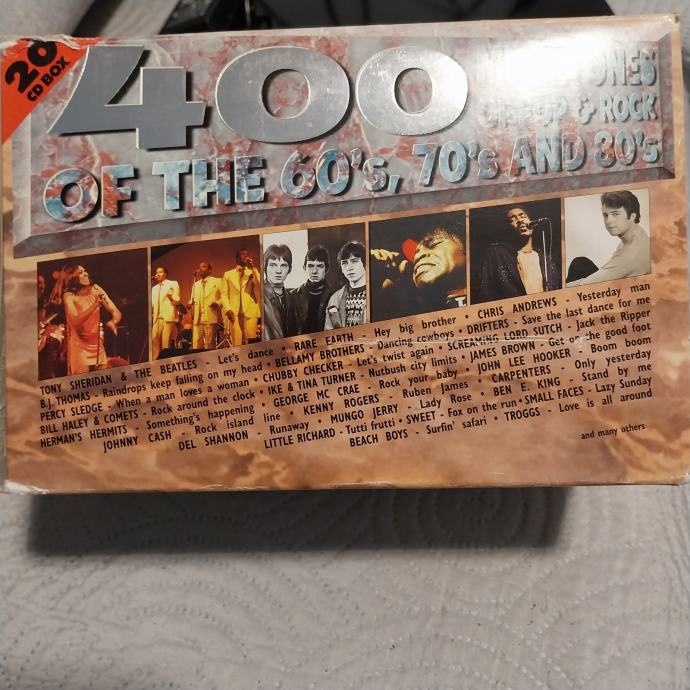 20
CD BOX
400
& ROCK
OF THE 60's, 70's AND 80's
TONY SHERIDAN & THE BEATLES - Let's dance • RARE EARTH - Hey big brother • CHRIS ANDREWS - Yesterday man
B.J. THOMAS - Raindrops keep falling on my head • BELLAMY BROTHERS - Dancing cowboys • DRIFTERS - Save the last dance for me
PERCY SLEDGE - When a man loves a woman • CHUBBY CHECKER - Let's twist again • SCREAMING LORD SUTCH - Jack the Ripper
BILL HALEY & COMETS - Rock around the clock • IKE & TINA TURNER - Nutbush city limits • JAMES BROWN - Get on the good foot
HERMAN'S HERMITS - Something's happening • GEORGE MC CRAE - Rock your baby • JOHN LEE HOOKER - Boom boom
JOHNNY CASH - Rock island line • KENNY ROGERS - Ruben James • CARPENTERS - Only yesterday
DEL SHANNON - Runaway • MUNGO JERRY - Lady Rose • BEN E. KING - Stand by me
LITTLE RICHARD - Tutti frutti • SWEET - Fox on the run • SMALL FACES - Lazy Sunday
BEACH BOYS - Surfin' safari • TROGGS - Love is all around
and many others